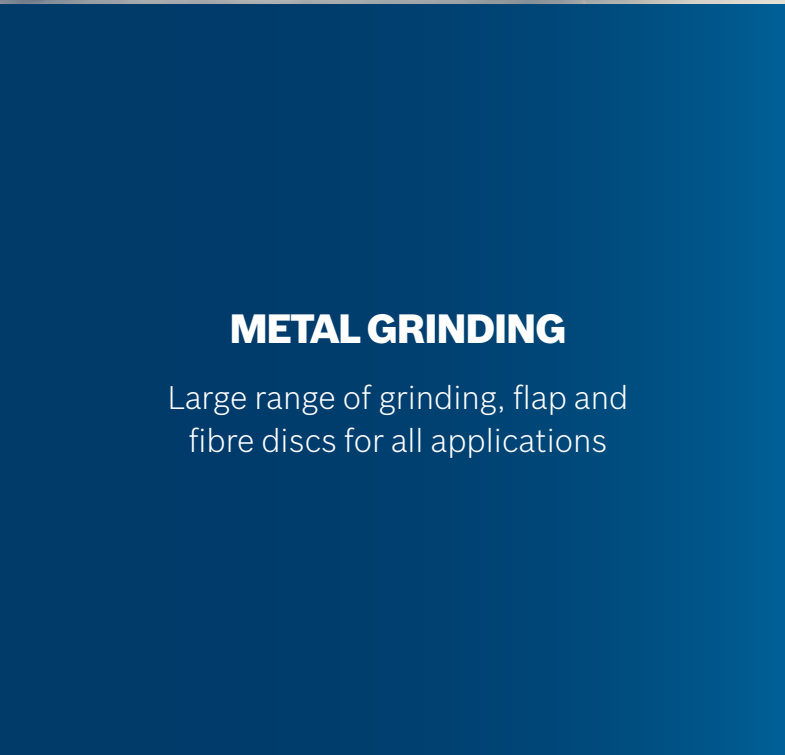 METAL GRINDING
Large range of grinding, flap and
fibre discs for all applications